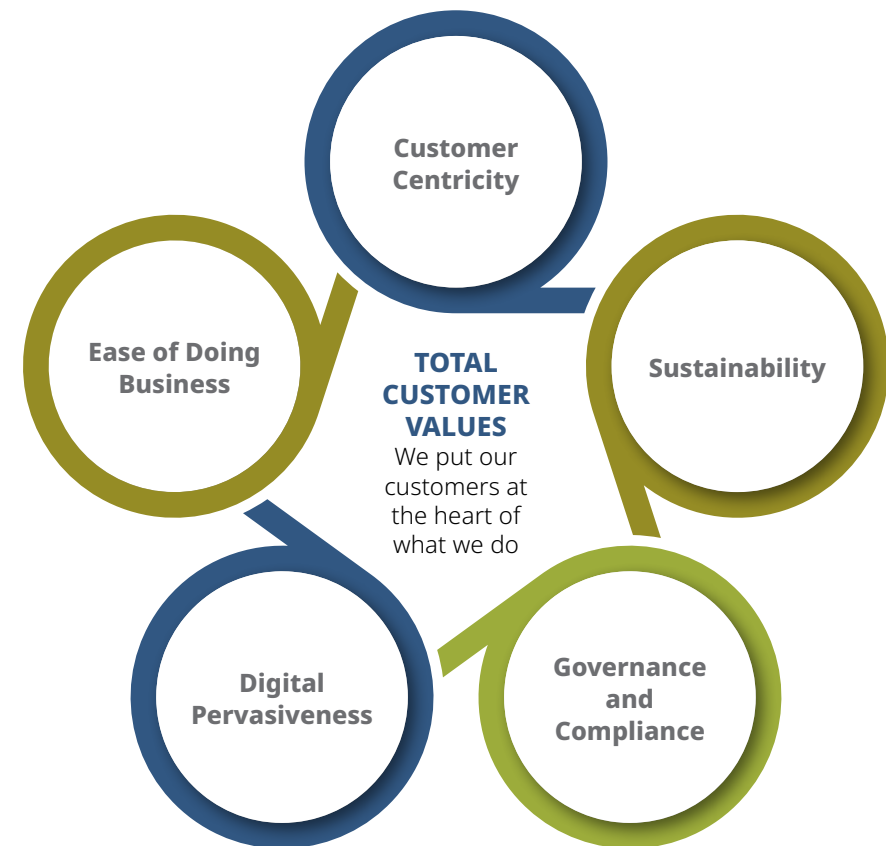 Customer
Centricity
Ease of Doing
Business
TOTAL
CUSTOMER
VALUES
We put our
customers at
the heart of
what we do
Sustainability
Digital
Pervasiveness
Governance
and
Compliance